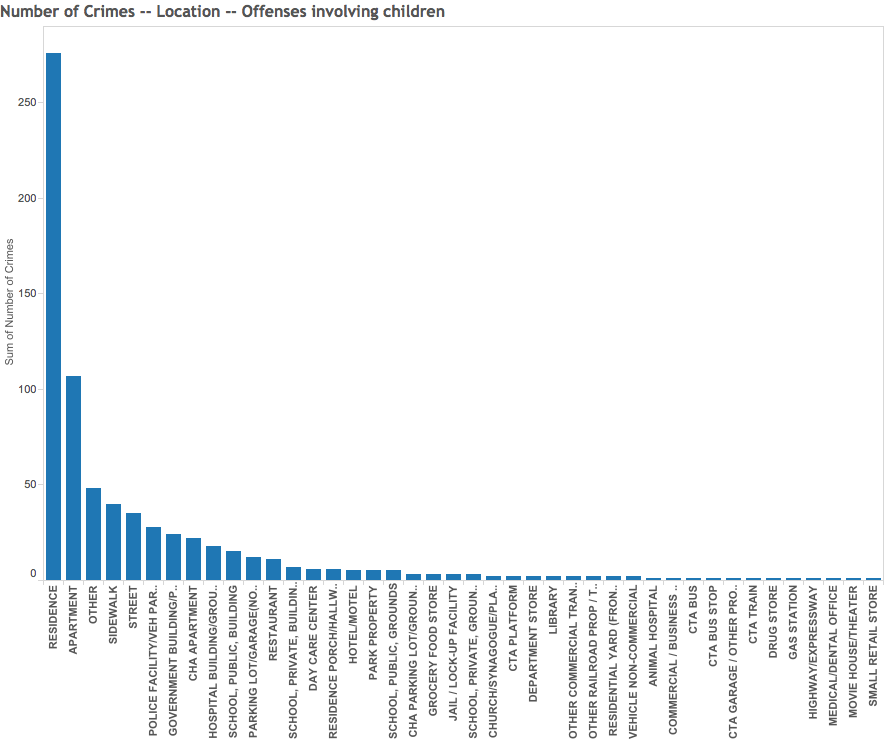 Number of Crimes -- Location -- Offenses involving children
Sum of Number of Crimes
250
200
150
100
50
0
RESIDENCE
APARTMENT
OTHER
SIDEWALK
STREET
POLICE FACILITY/VEH PAR..
GOVERNMENT BUILDING/P..
CHA APARTMENT
HOSPITAL BUILDING/GROU..
SCHOOL, PUBLIC, BUILDING
PARKING LOT/GARAGE(NO..
RESTAURANT
SCHOOL, PRIVATE, BUILDIN..
DAY CARE CENTER
RESIDENCE PORCH/HALLW..
HOTEL/MOTEL
PARK PROPERTY
SCHOOL, PUBLIC, GROUNDS
CHA PARKING LOT/GROUN..
GROCERY FOOD STORE
JAIL / LOCK-UP FACILITY
SCHOOL, PRIVATE, GROUN..
CHURCH/SYNAGOGUE/PLA..
CTA PLATFORM
DEPARTMENT STORE
LIBRARY
OTHER COMMERCIAL TRAN..
OTHER RAILROAD PROP / T..
RESIDENTIAL YARD (FRON..
VEHICLE NON-COMMERCIAL
ANIMAL HOSPITAL
COMMERCIAL / BUSINESS ..
CTA BUS
CTA BUS STOP
CTA GARAGE / OTHER PRO..
CTA TRAIN
DRUG STORE
GAS STATION
HIGHWAY/EXPRESSWAY
MEDICAL/DENTAL OFFICE
MOVIE HOUSE/THEATER
SMALL RETAIL STORE